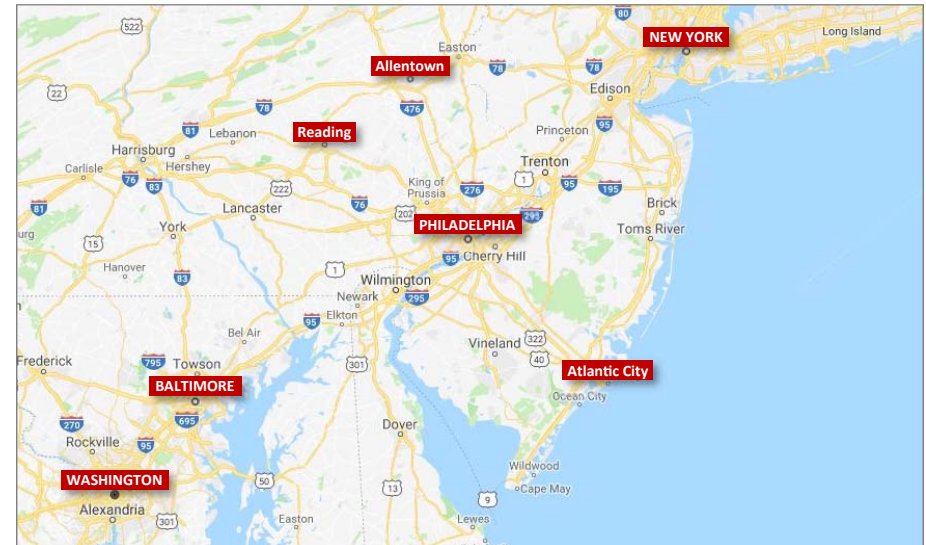 80
NEW YORK
Long Island
522
Easton
Allentown
78
78
22
Edison
78
476
81
Lebanon
Reading
Princeton
95
Harrisburg
Hershey
Trenton
Carlisle
76
83
King of
Prussia
276
1
95
195
222
76
81
Lancaster
202
PHILADELPHIA
295
Brick
York
Toms River
urg
15
95
Cherry Hill
Hanover
83
1
Wilmington
Newark
295
n
Elkton
Bel Air
95
322
Vineland
40
Frederick
795
Towson
301
Atlantic City
BALTIMORE
Ocean City
270
695
Dover
Rockville
95
WASHINGTON
50
Wildwood
Cape May
13
9
Alexandria
301
Easton
Lewes